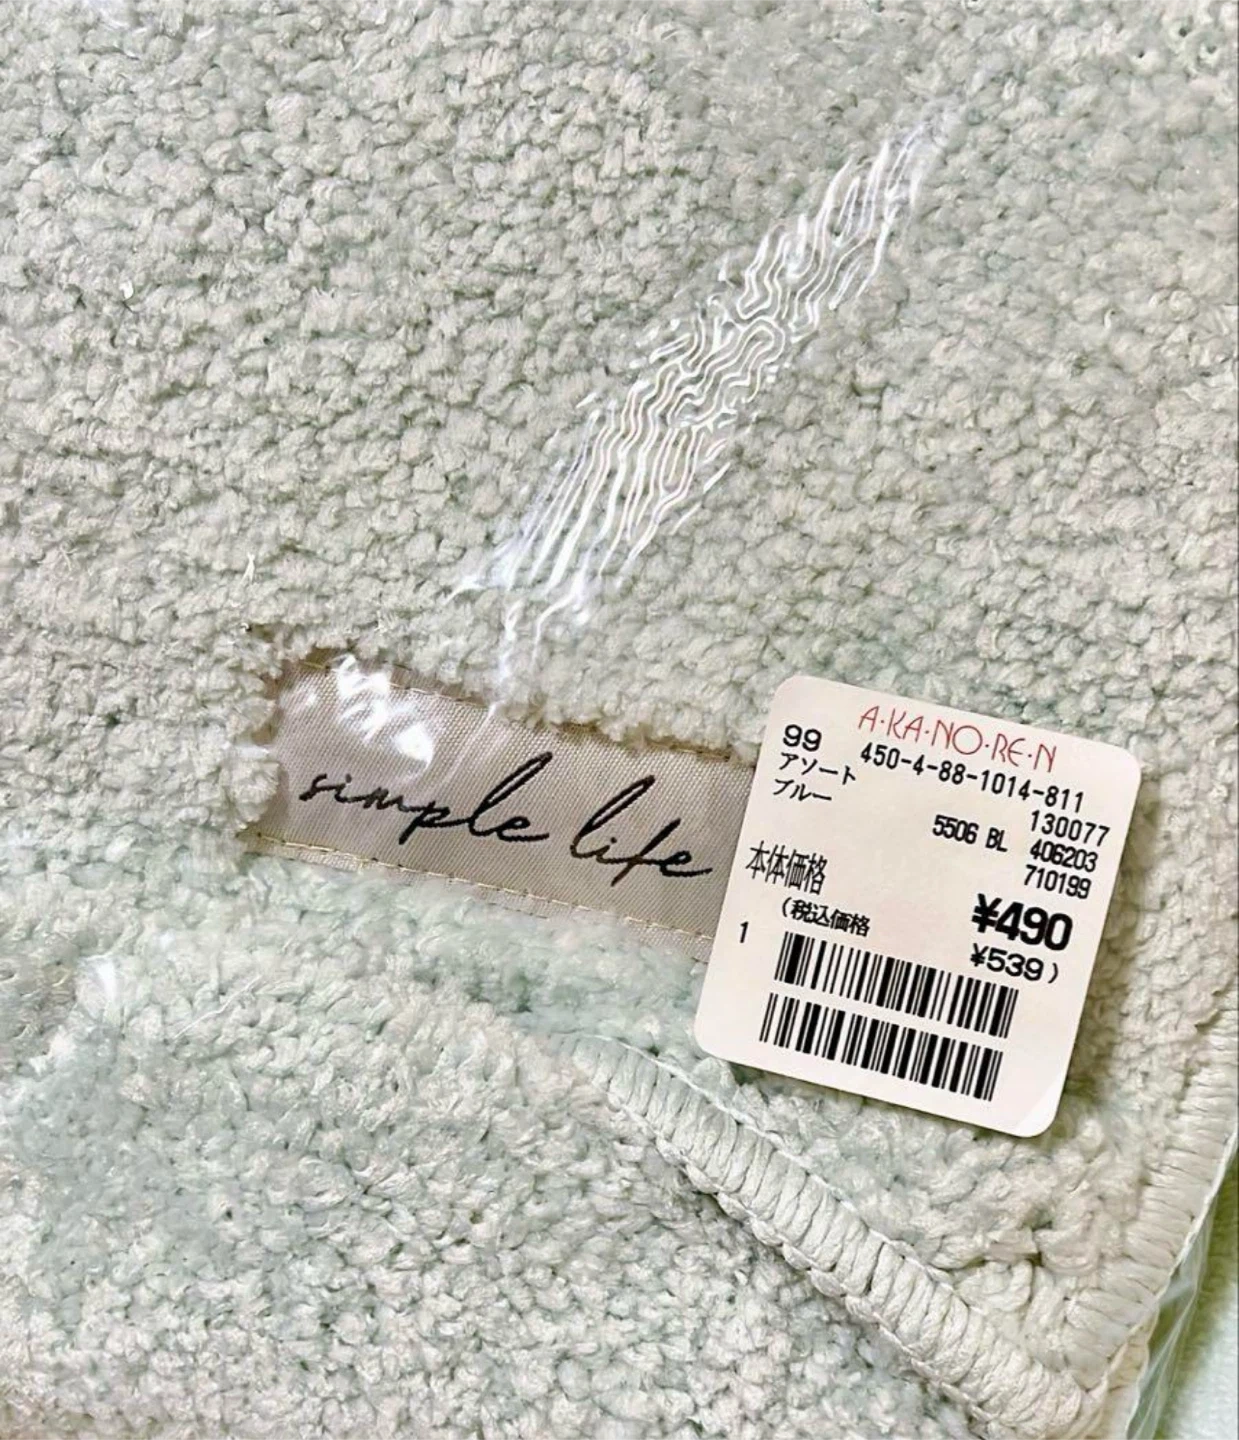 simple life
A・KA・NO・RE・N
99 450-4-88-1014-811
アソート
ブルー 130077
5506 BL 406203
710199
本体価格 ¥490
(税込価格 ¥539)
1